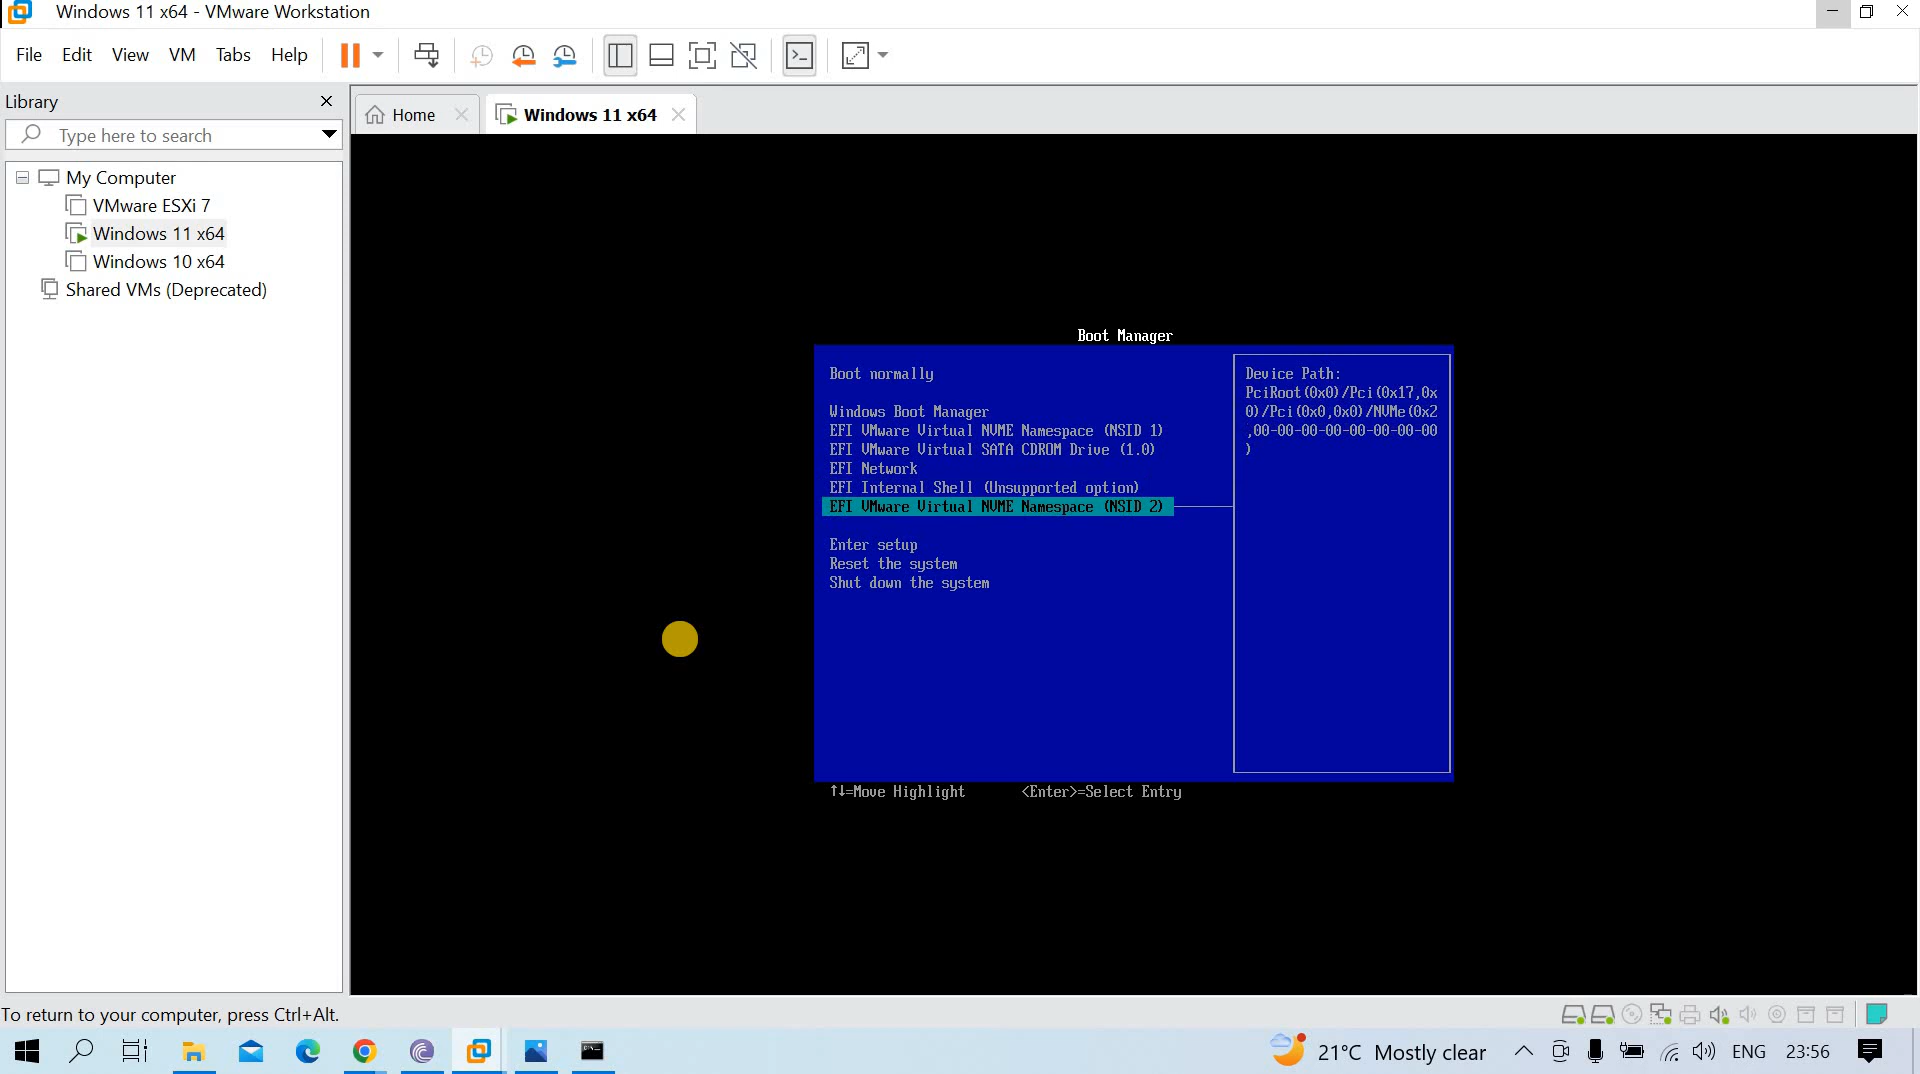 Windows 11 x64 - VMware Workstation
File Edit View VM Tabs Help
Library
Home
Windows 11 x64
Type here to search
My Computer
VMware ESXi 7
Windows 11 x64
Windows 10 x64
Shared VMs (Deprecated)
Boot Manager
Boot normally
Windows Boot Manager
EFI VMware Virtual NVME Namespace (NSID 1)
EFI VMware Virtual SATA CDROM Drive (1.0)
EFI Network
EFI Internal Shell (Unsupported option)
EFI VMware Virtual NVME Namespace (NSID 2)
Enter setup
Reset the system
Shut down the system
Device Path:
PciRoot(0x0)/Pci(0x17,0x
0)/Pci(0x0,0x0)/NVMe(0x2
,00-00-00-00-00-00-00-00
)
↑↓=Move Highlight <Enter>=Select Entry
To return to your computer, press Ctrl+Alt.
21°C Mostly clear ENG 23:56